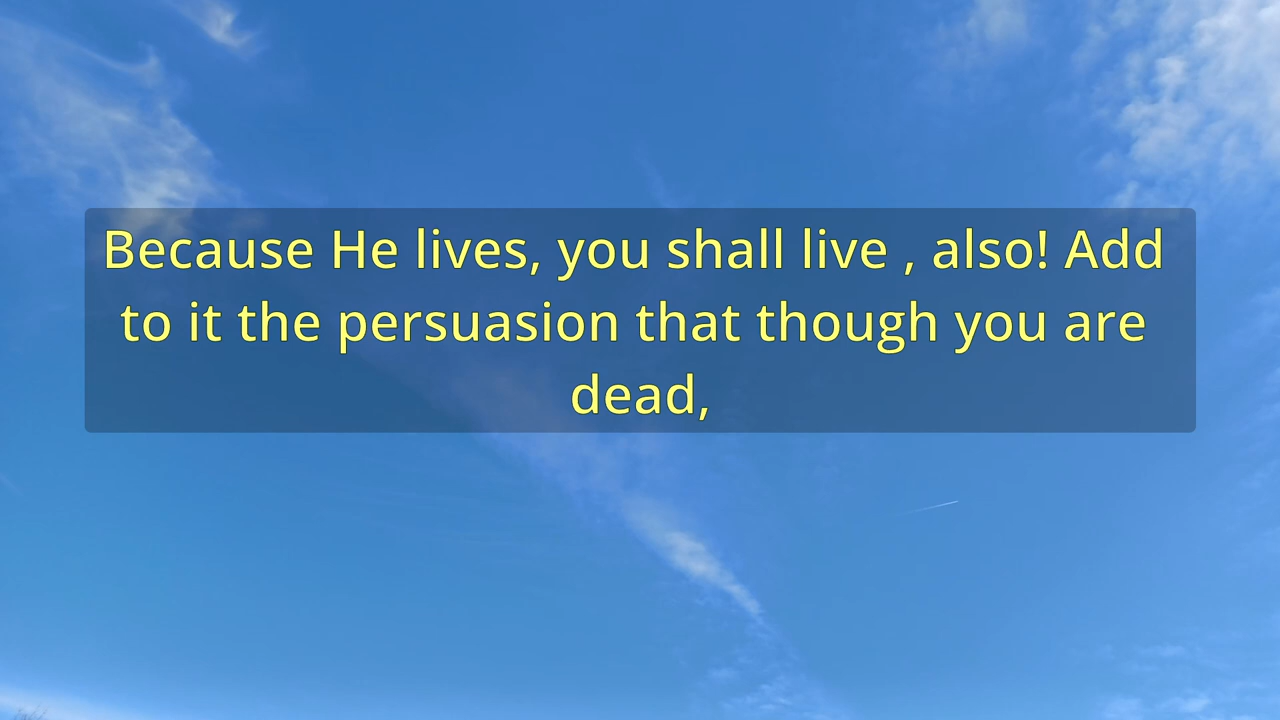 Because He lives, you shall live , also! Add
to it the persuasion that though you are
dead,